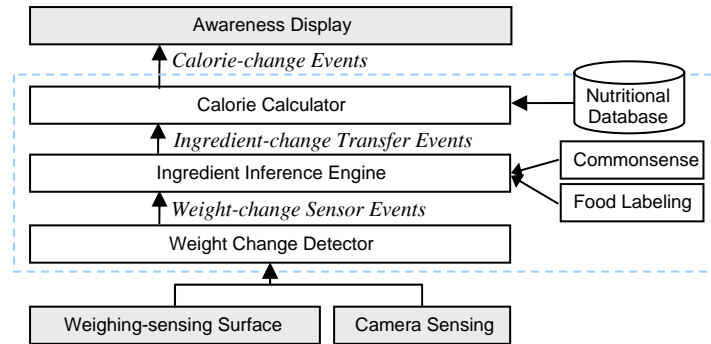 Awareness Display
Calorie-change Events
Calorie Calculator
Nutritional
Database
Ingredient-change Transfer Events
Commonsense
Ingredient Inference Engine
Food Labeling
Weight-change Sensor Events
Weight Change Detector
Weighing-sensing Surface
Camera Sensing